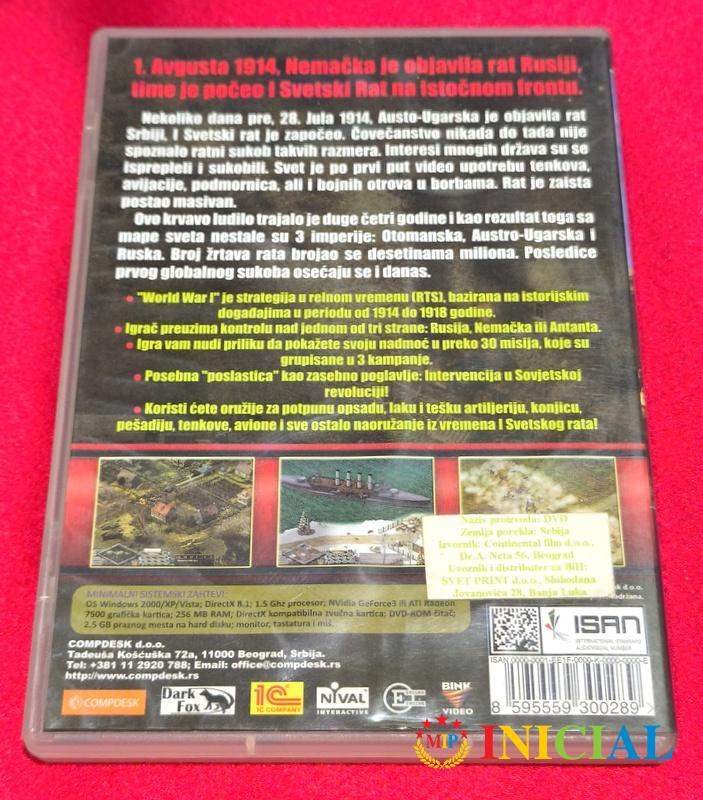 1. Avgusta 1914, Nemačka je objavila rat Rusiji,
time je počeo I Svetski Rat na istočnom frontu.
Nekoliko dana pre, 28. Jula 1914, Austo-Ugarska je objavila rat
Srbiji, I Svetski rat je započeo. Čovečanstvo nikada do tada nije
spoznalo ratni sukob takvih razmera. Interesi mnogih država su se
isprepleli i sukobili. Svet je po prvi put video upotrebu tenkova,
avijacije, podmornica, ali i bojnih otrova u borbama. Rat je zaista
postao masivan.
Ovo krvavo ludilo trajalo je duge četri godine i kao rezultat toga sa
mape sveta nestale su 3 imperije: Otomanska, Austro-Ugarska i
Ruska. Broj žrtava rata brojao se desetinama miliona. Posledice
prvog globalnog sukoba osećaju se i danas.
• "World War I" je strategija u relnom vremenu (RTS), bazirana na istorijskim
događajima u periodu od 1914 do 1918 godine.
• Igrač preuzima kontrolu nad jednom od tri strane: Rusija, Nemačka ili Antanta.
• Igra vam nudi priliku da pokažete svoju nadmoć u preko 30 misija, koje su
grupisane u 3 kampanje.
• Posebna "poslastica" kao zasebno poglavlje: Intervencija u Sovjetskoj
revoluciji!
• Koristi ćete oružije za potpunu opsadu, laku i tešku artiljeriju, konjicu,
pešadiju, tenkove, avione i sve ostalo naoružanje iz vremena I Svetskog rata!
Naziv proizvoda: DVD
Zemlja porekla: Srbija
Izvoznik: Continental film d.o.o.,
Dr A. Neta 56, Beograd
Uvoznik i distributer za BiH:
SVET PRINT d.o.o., Slobodana
Jovanovića 28, Banja Luka
k d.o.o.
državana.
MINIMALNI SISTEMSKI ZAHTEVI:
OS Windows 2000/XP/Vista; DirectX 8.1; 1.5 Ghz procesor; NVidia GeForce3 ili ATI Radeon
7500 grafička kartica; 256 MB RAM; DirectX kompatibilna zvučna kartica; DVD-ROM čitač;
2.5 GB praznog mesta na hard disku; monitor, tastatura i miš.
COMPDESK d.o.o.
Tadeuša Košćuška 72a, 11000 Beograd, Srbija.
Tel: +381 11 2920 788; Email: office@compdesk.rs
http://www.compdesk.rs
ISAN
INTERNATIONAL STANDARD
AUDIOVISUAL NUMBER
ISAN 0000-0001-EE1F-0000-K-0000-0000-E
8 595559 300289 >
COMPDESK
Dark
Fox
1C
1C COMPANY
NIVAL
INTERACTIVE
BINK
VIDEO
MIP INICIAL